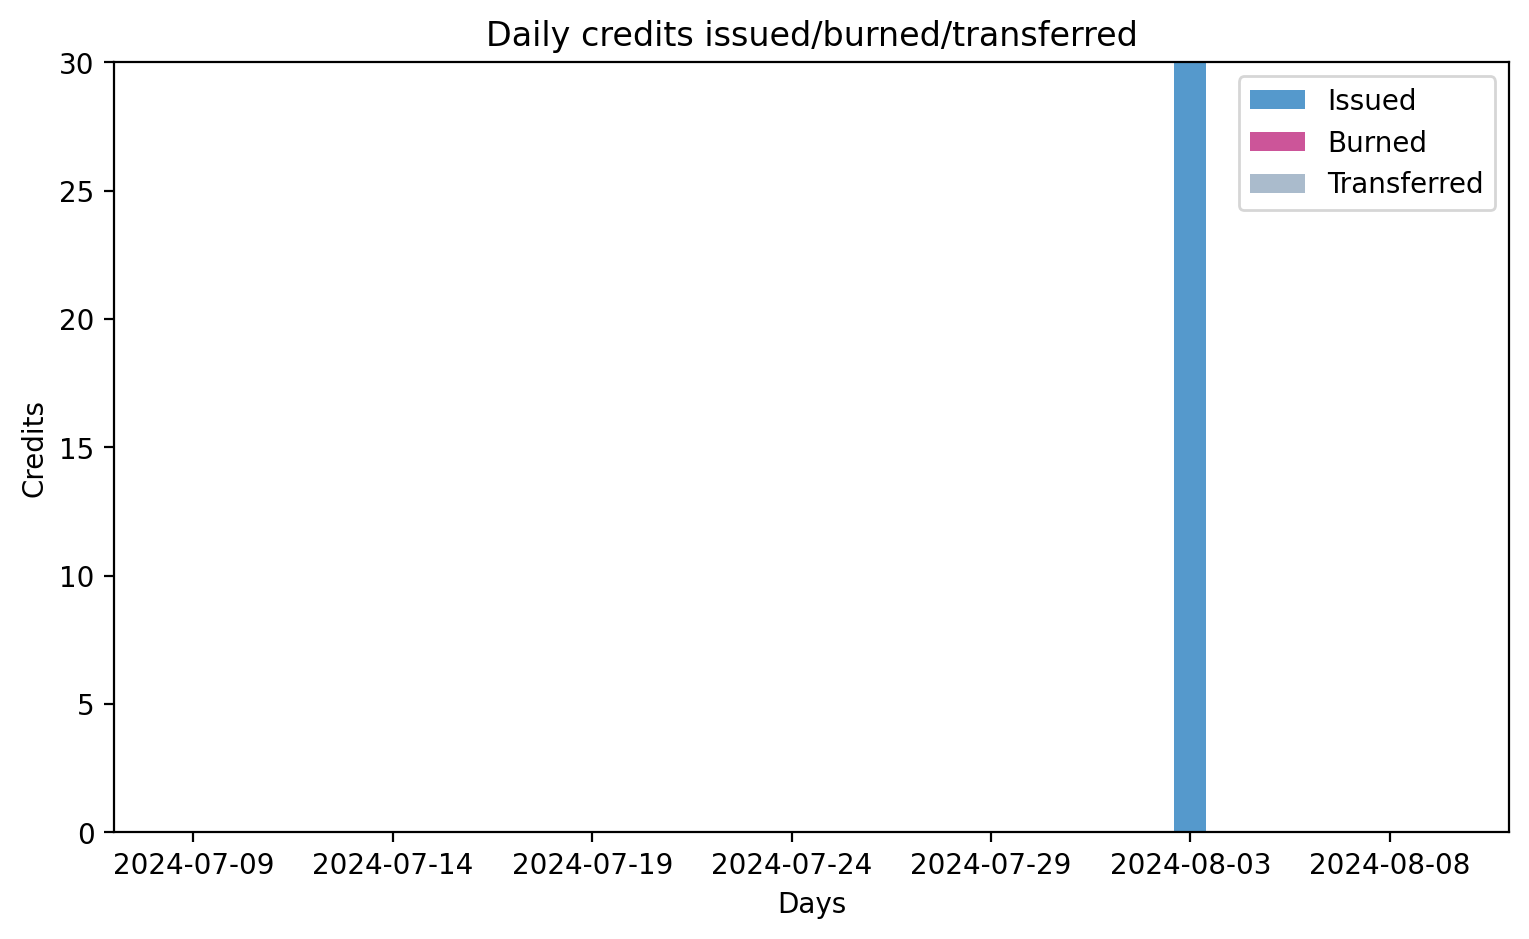 Daily credits issued/burned/transferred
30
25
20
15
10
5
0
Credits
Issued
Burned
Transferred
2024-07-09 2024-07-14 2024-07-19 2024-07-24 2024-07-29 2024-08-03 2024-08-08
Days